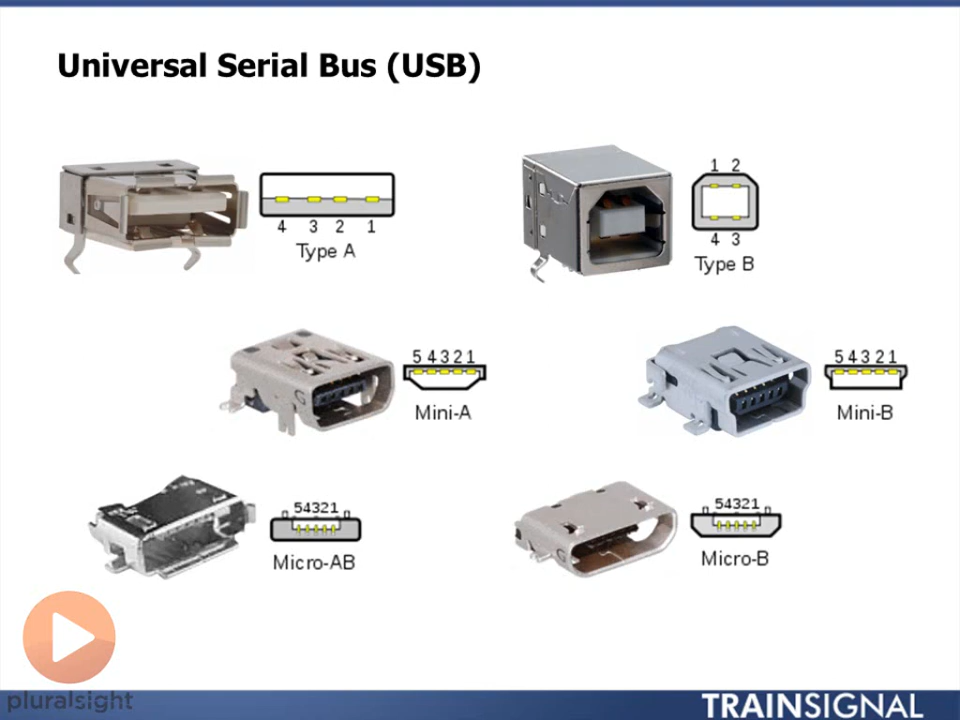 Universal Serial Bus (USB)
4 3 2 1
Type A
1 2
4 3
Type B
5 4 3 2 1
Mini-A
5 4 3 2 1
Mini-B
54321
Micro-AB
54321
Micro-B
pluralsight
TRAINSIGNAL